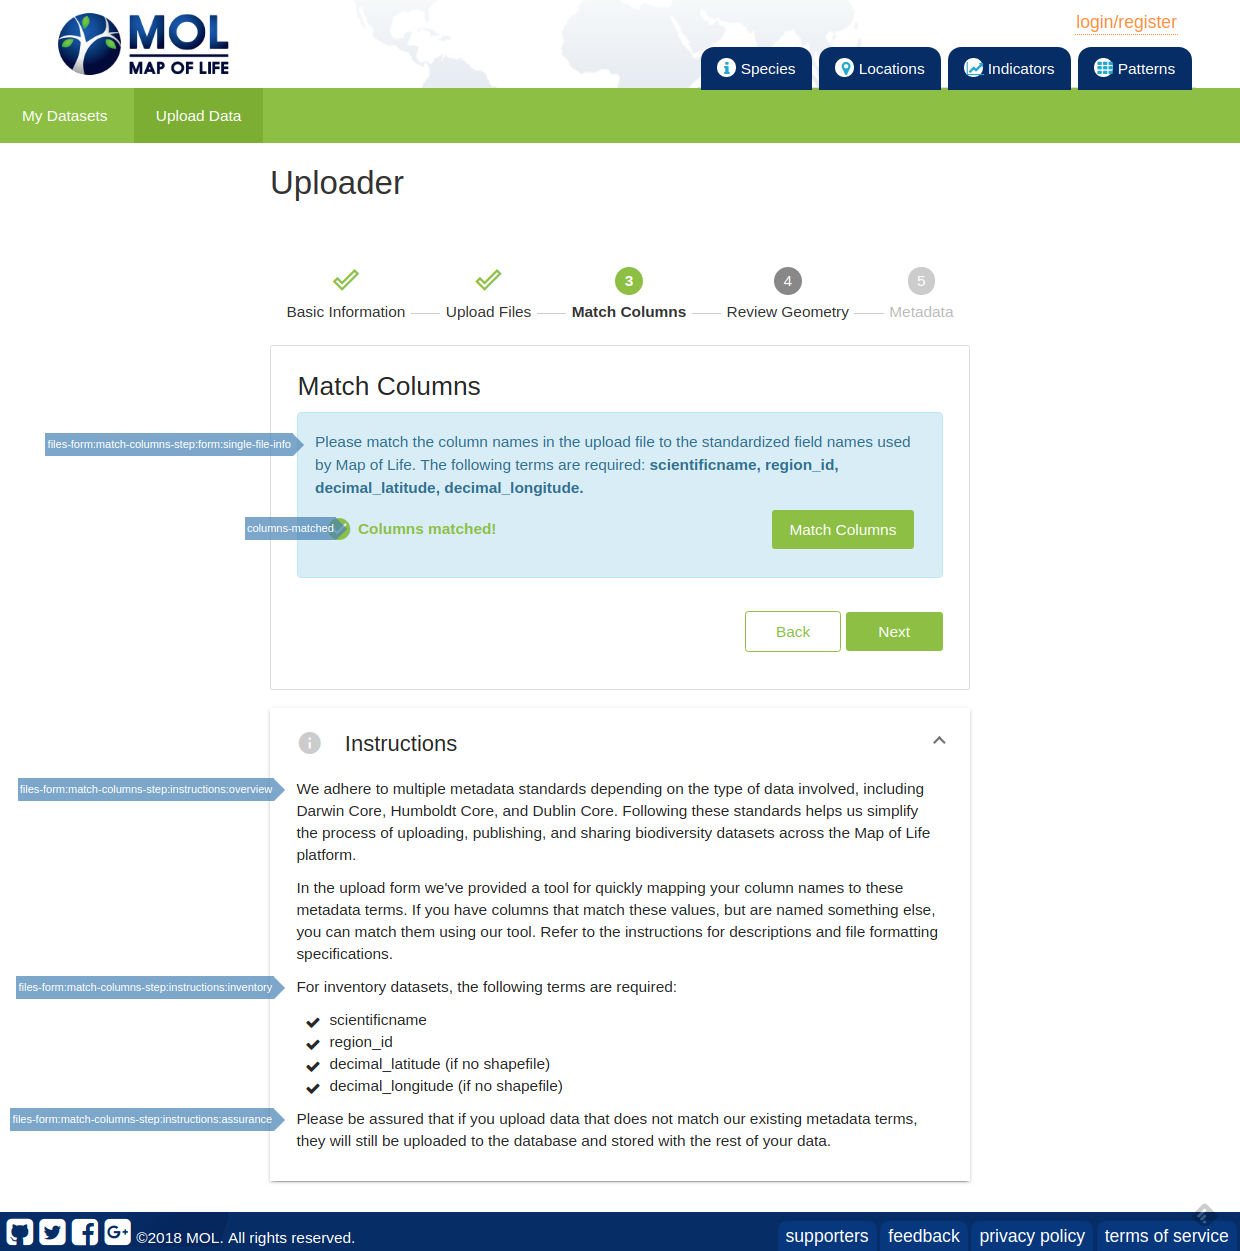 MOL
MAP OF LIFE
login/register
Species
Locations
Indicators
Patterns
My Datasets
Upload Data
Uploader
3
4
5
Basic Information
Upload Files
Match Columns
Review Geometry
Metadata
Match Columns
files-form:match-columns-step:form:single-file-info
Please match the column names in the upload file to the standardized field names used
by Map of Life. The following terms are required: scientificname, region_id,
decimal_latitude, decimal_longitude.
columns-matched
Columns matched!
Match Columns
Back
Next
Instructions
files-form:match-columns-step:instructions:overview
We adhere to multiple metadata standards depending on the type of data involved, including
Darwin Core, Humboldt Core, and Dublin Core. Following these standards helps us simplify
the process of uploading, publishing, and sharing biodiversity datasets across the Map of Life
platform.
In the upload form we've provided a tool for quickly mapping your column names to these
metadata terms. If you have columns that match these values, but are named something else,
you can match them using our tool. Refer to the instructions for descriptions and file formatting
specifications.
files-form:match-columns-step:instructions:inventory
For inventory datasets, the following terms are required:
scientificname
region_id
decimal_latitude (if no shapefile)
decimal_longitude (if no shapefile)
files-form:match-columns-step:instructions:assurance
Please be assured that if you upload data that does not match our existing metadata terms,
they will still be uploaded to the database and stored with the rest of your data.
©2018 MOL. All rights reserved.
supporters
feedback
privacy policy
terms of service